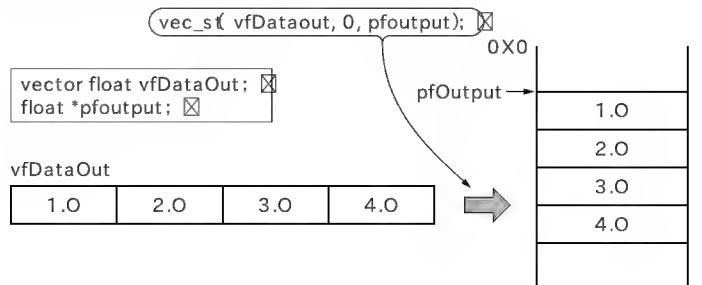 vec_st( vfDataout, 0, pfoutput); ☒
0X0
vector float vfDataOut; ☒
float *pfoutput; ☒
pfOutput
1.0
2.0
3.0
4.0
vfDataOut
1.0 2.0 3.0 4.0